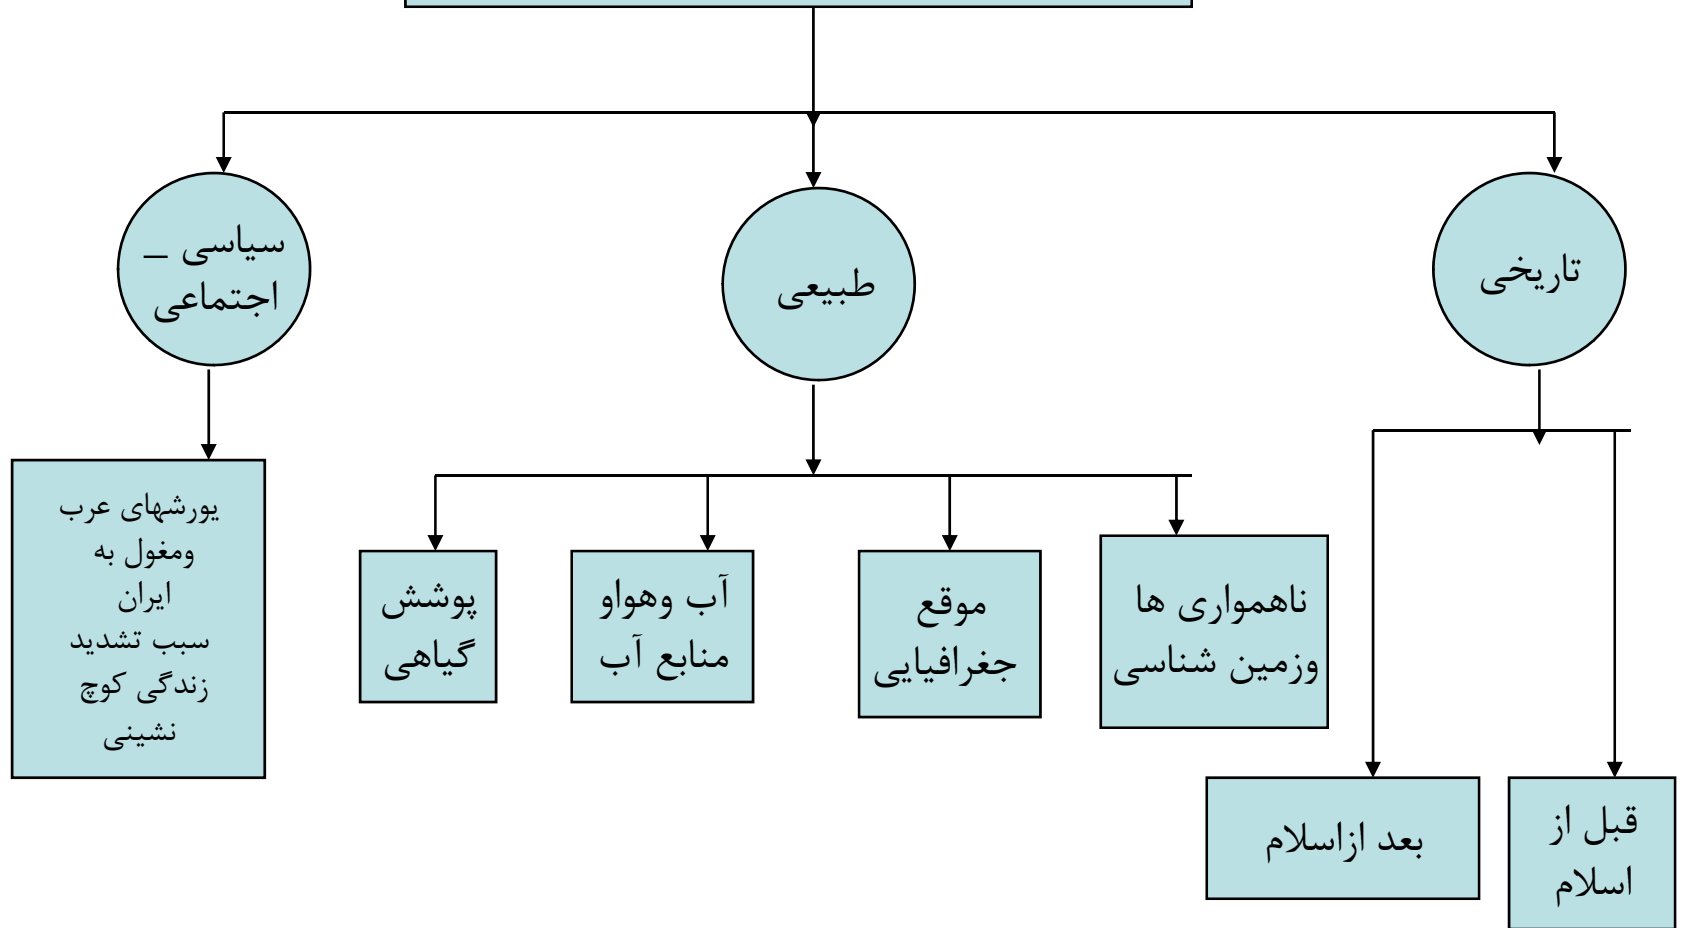 تاریخی
طبیعی
سیاسی _
اجتماعی
قبل از
اسلام
بعد ازاسلام
ناهمواری ها
وزمین شناسی
موقع
جغرافیایی
آب وهواو
منابع آب
پوشش
گیاهی
یورشهای عرب
ومغول به
ایران
سبب تشدید
زندگی کوچ
نشینی